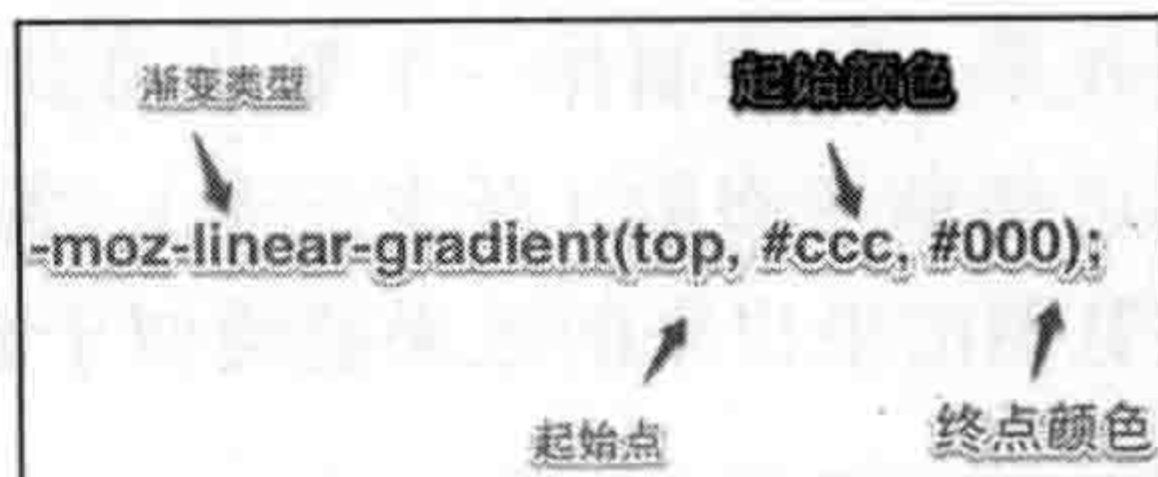 渐变类型 起始颜色
-moz-linear-gradient(top, #ccc, #000);
起始点 终点颜色